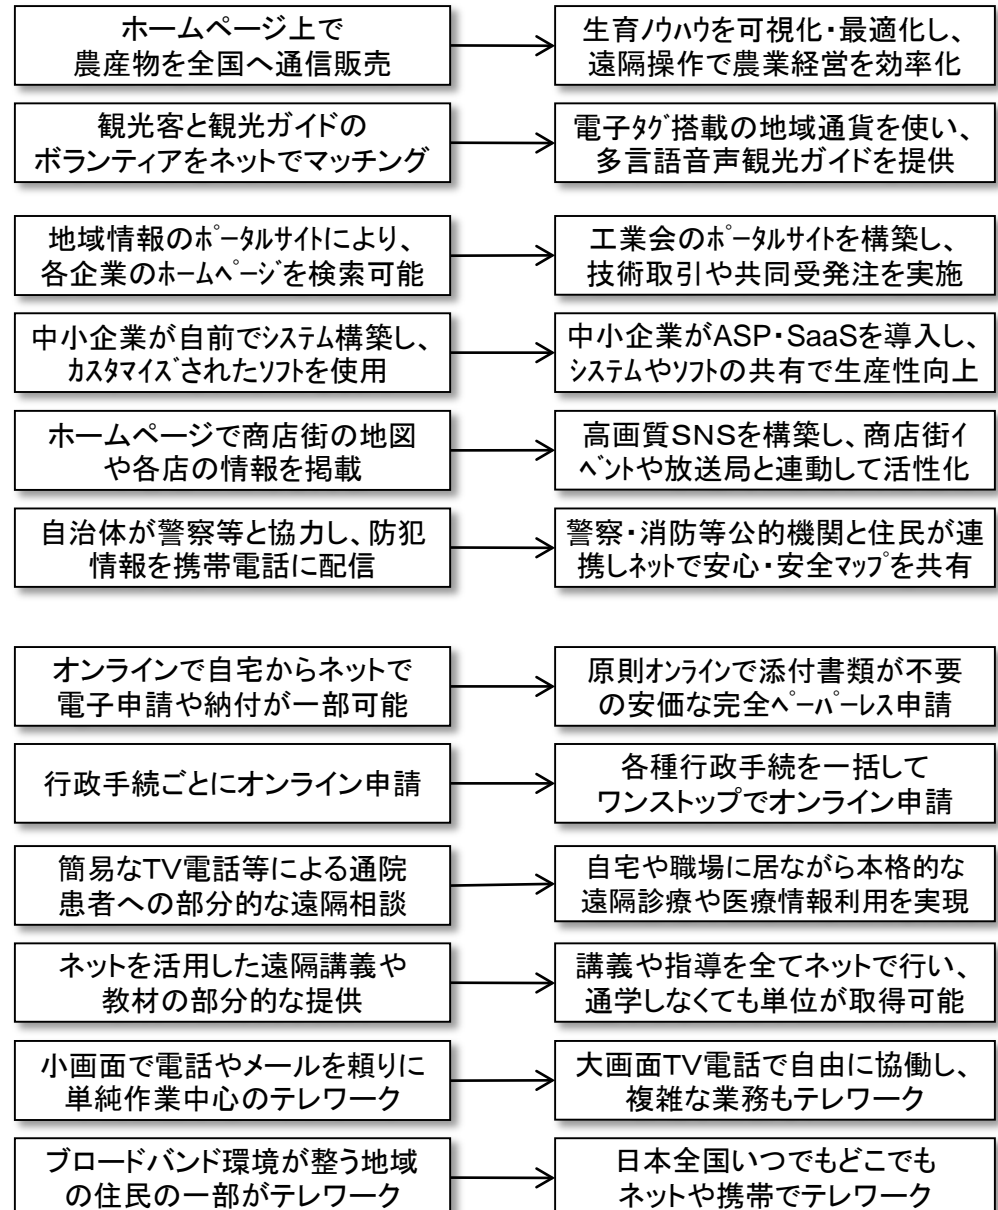 ホームページ上で
農産物を全国へ通信販売
生育ﾉｳﾊｳを可視化・最適化し、
遠隔操作で農業経営を効率化
観光客と観光ガイドの
ボランティアをネットでマッチング
電子ﾀｸﾞ搭載の地域通貨を使い、
多言語音声観光ガイドを提供
地域情報のﾎﾟｰﾀﾙｻｲﾄにより、
各企業のﾎｰﾑﾍﾟｰｼﾞを検索可能
工業会のﾎﾟｰﾀﾙｻｲﾄを構築し、
技術取引や共同受発注を実施
中小企業が自前でｼｽﾃﾑ構築し、
ｶｽﾀﾏｲｽﾞされたｿﾌﾄを使用
中小企業がASP・SaaSを導入し、
ｼｽﾃﾑやｿﾌﾄの共有で生産性向上
ホームページで商店街の地図
や各店の情報を掲載
高画質SNSを構築し、商店街ｲ
ﾍﾞﾝﾄや放送局と連動して活性化
自治体が警察等と協力し、防犯
情報を携帯電話に配信
警察・消防等公的機関と住民が連
携しﾈｯﾄで安心・安全ﾏｯﾌﾟを共有
オンラインで自宅からネットで
電子申請や納付が一部可能
原則ｵﾝﾗｲﾝで添付書類が不要
の安価な完全ﾍﾟｰﾊﾟｰﾚｽ申請
行政手続ごとにオンライン申請
各種行政手続を一括して
ワンストップでオンライン申請
簡易なTV電話等による通院
患者への部分的な遠隔相談
自宅や職場に居ながら本格的な
遠隔診療や医療情報利用を実現
ネットを活用した遠隔講義や
教材の部分的な提供
講義や指導を全てネットで行い、
通学しなくても単位が取得可能
小画面で電話やメールを頼りに
単純作業中心のテレワーク
大画面TV電話で自由に協働し、
複雑な業務もテレワーク
ブロードバンド環境が整う地域
の住民の一部がテレワーク
日本全国いつでもどこでも
ネットや携帯でテレワーク